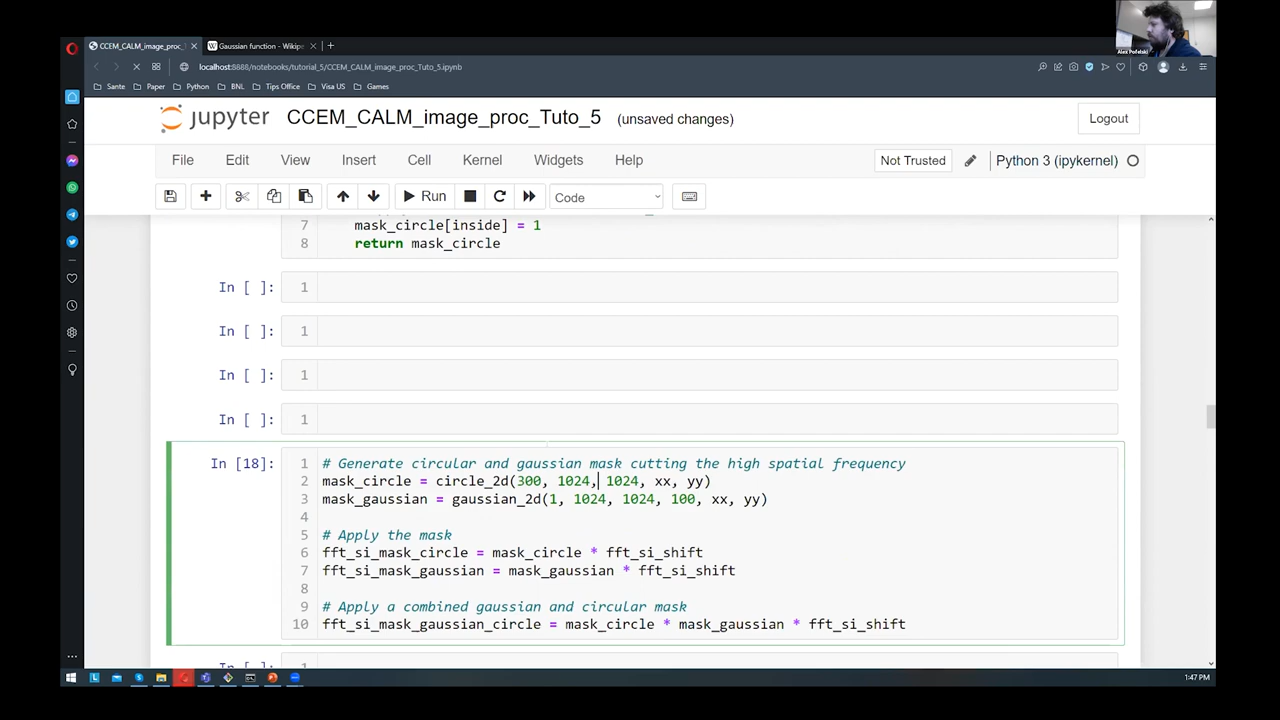 Alex Pofelski
CCEM_CALM_image_proc_
Gaussian function - Wikipe
localhost:8888/notebooks/tutorial_5/CCEM_CALM_image_proc_Tuto_5.ipynb
Sante Paper Python BNL Tips Office Visa US Games
jupyter CCEM_CALM_image_proc_Tuto_5 (unsaved changes) Logout
File Edit View Insert Cell Kernel Widgets Help Not Trusted Python 3 (ipykernel)
Run Code
7 mask_circle[inside] = 1
8 return mask_circle
In [ ]: 1
In [ ]: 1
In [ ]: 1
In [ ]: 1
In [18]: 1 # Generate circular and gaussian mask cutting the high spatial frequency
2 mask_circle = circle_2d(300, 1024, 1024, xx, yy)
3 mask_gaussian = gaussian_2d(1, 1024, 1024, 100, xx, yy)
4
5 # Apply the mask
6 fft_si_mask_circle = mask_circle * fft_si_shift
7 fft_si_mask_gaussian = mask_gaussian * fft_si_shift
8
9 # Apply a combined gaussian and circular mask
10 fft_si_mask_gaussian_circle = mask_circle * mask_gaussian * fft_si_shift
1:47 PM